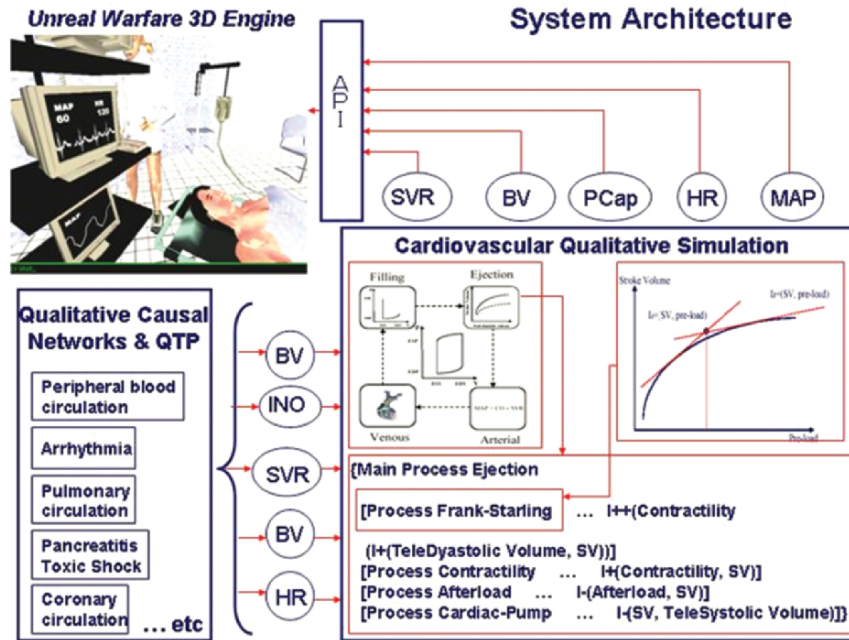 Unreal Warfare 3D Engine
System Architecture
MAP HR
60 120
MAP
API
SVR
BV
PCap
HR
MAP
Qualitative Causal
Networks & QTP
Peripheral blood
circulation
Arrhythmia
Pulmonary
circulation
Pancreatitis
Toxic Shock
Coronary
circulation
... etc
BV
INO
SVR
BV
HR
Cardiovascular Qualitative Simulation
Filling
Ejection
Venous
Arterial
Stroke Volume
I+(SV, pre-load)
Pre-load
{Main Process Ejection
[Process Frank-Starling ... I++(Contractility
(I+(TeleDyastolic Volume, SV))]
[Process Contractility ... I+(Contractility, SV)]
[Process Afterload ... I-(Afterload, SV)]
[Process Cardiac-Pump ... I-(SV, TeleSystolic Volume)]}